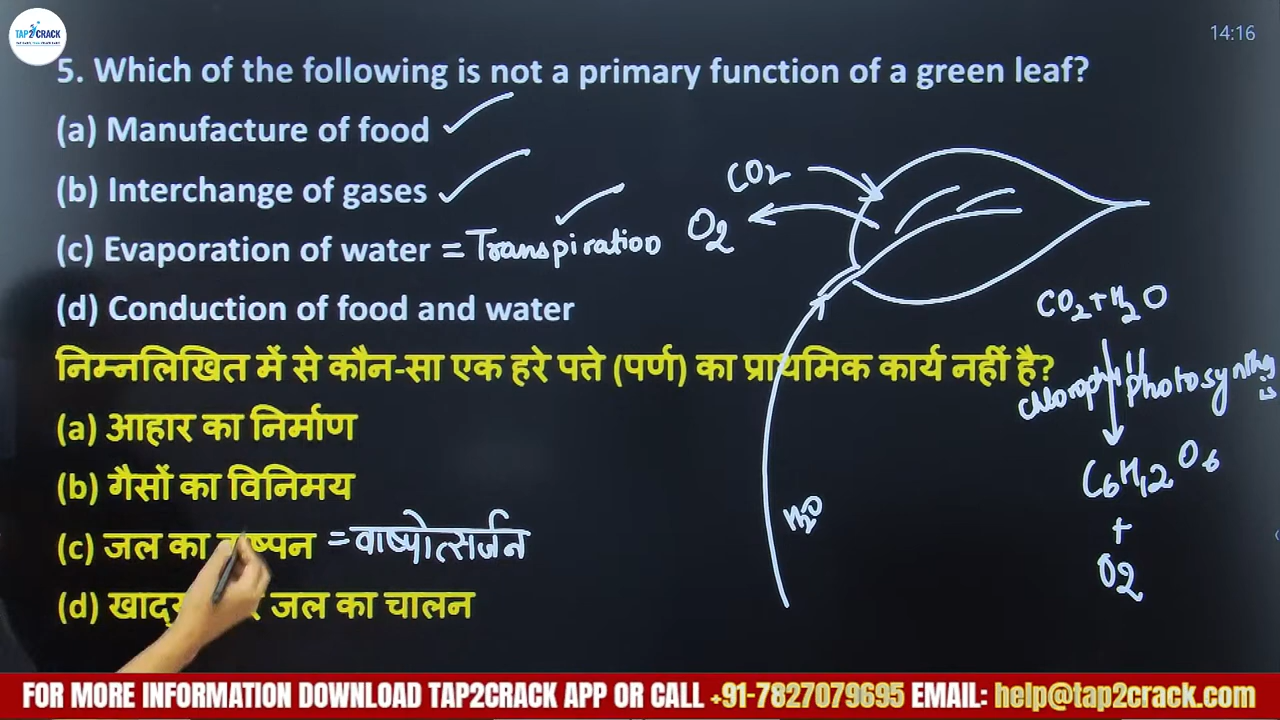 TAP2CRACK
14:16
5. Which of the following is not a primary function of a green leaf?
(a) Manufacture of food
(b) Interchange of gases
(c) Evaporation of water = Transpiration
(d) Conduction of food and water
CO2
O2
CO2+H2O
chlorophyll
Photosynthesis
C6H12O6
+
O2
H2O
निम्नलिखित में से कौन-सा एक हरे पत्ते (पर्ण) का प्राथमिक कार्य नहीं है?
(a) आहार का निर्माण
(b) गैसों का विनिमय
(c) जल का = वाष्पोत्सर्जन
(d) जल का चालन
FOR MORE INFORMATION DOWNLOAD TAP2CRACK APP OR CALL +91-7827079695 EMAIL: help@tap2crack.com